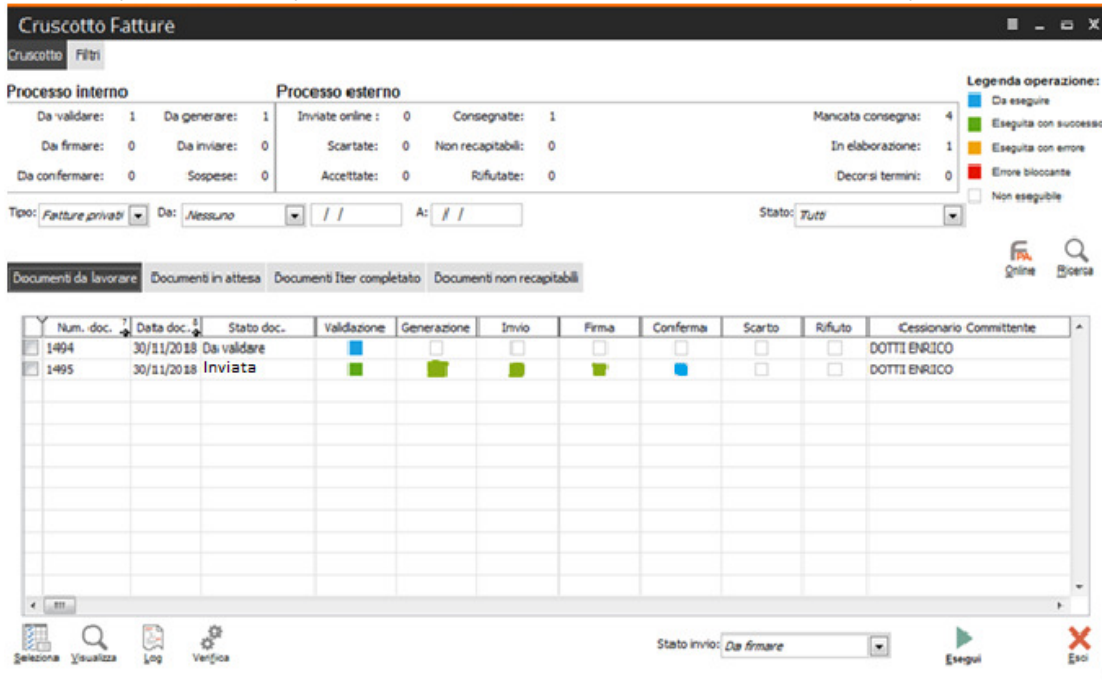 Cruscotto Fatture
Cruscotto Filtri
Processo interno Processo esterno Legenda operazione:
Da validare: 1 Da generare: 1 Inviate online : 0 Consegnate: 1 Mancata consegna: 4 Da eseguire
Eseguita con successo
Da firmare: 0 Da inviare: 0 Scartate: 0 Non recapitabili: 0 In elaborazione: 1 Eseguita con errore
Da confermare: 0 Sospese: 0 Accettate: 0 Rifiutate: 0 Decorsi termini: 0 Errore bloccante
Non eseguibile
Tipo: Fatture privati Da: Nessuno / / A: / / Stato: Tutti
Online Ricerca
Documenti da lavorare Documenti in attesa Documenti Iter completato Documenti non recapitabili
Num. doc. 7 Data doc. 8 Stato doc. Validazione Generazione Invio Firma Conferma Scarto Rifiuto Cessionario Committente
1494 30/11/2018 Da validare DOTTI ENRICO
1495 30/11/2018 Inviata DOTTI ENRICO
Seleziona Visualizza Log Verifica Stato invio: Da firmare Esegui Esci